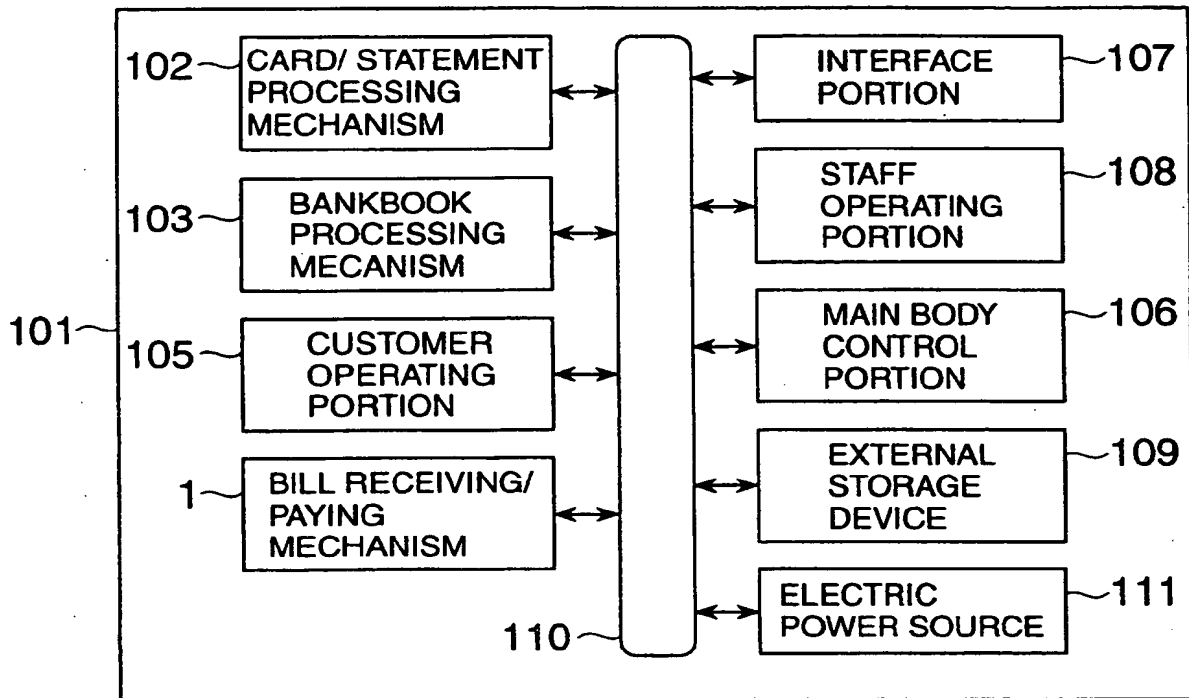 102
CARD/ STATEMENT
PROCESSING
MECHANISM
103
BANKBOOK
PROCESSING
MECANISM
101
105
CUSTOMER
OPERATING
PORTION
1
BILL RECEIVING/
PAYING
MECHANISM
110
INTERFACE
PORTION
107
STAFF
OPERATING
PORTION
108
MAIN BODY
CONTROL
PORTION
106
EXTERNAL
STORAGE
DEVICE
109
ELECTRIC
POWER SOURCE
111